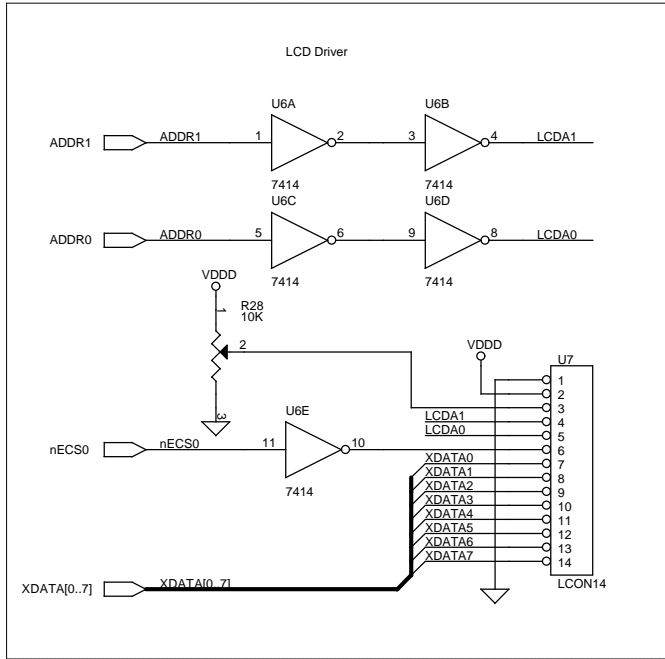 LCD Driver
U6A U6B
ADDR1 ADDR1 1 2 3 4 LCDA1
7414 7414
U6C U6D
ADDR0 ADDR0 5 6 9 8 LCDA0
7414 7414
VDDD
1 R28
10K
2
VDDD
U7
3
1
2
3
LCDA1 4
LCDA0 5
U6E
nECS0 nECS0 11 10 6
7414
XDATA0 7
XDATA1 8
XDATA2 9
XDATA3 10
XDATA4 11
XDATA5 12
XDATA6 13
XDATA7 14
XDATA[0..7] XDATA[0..7] LCON14